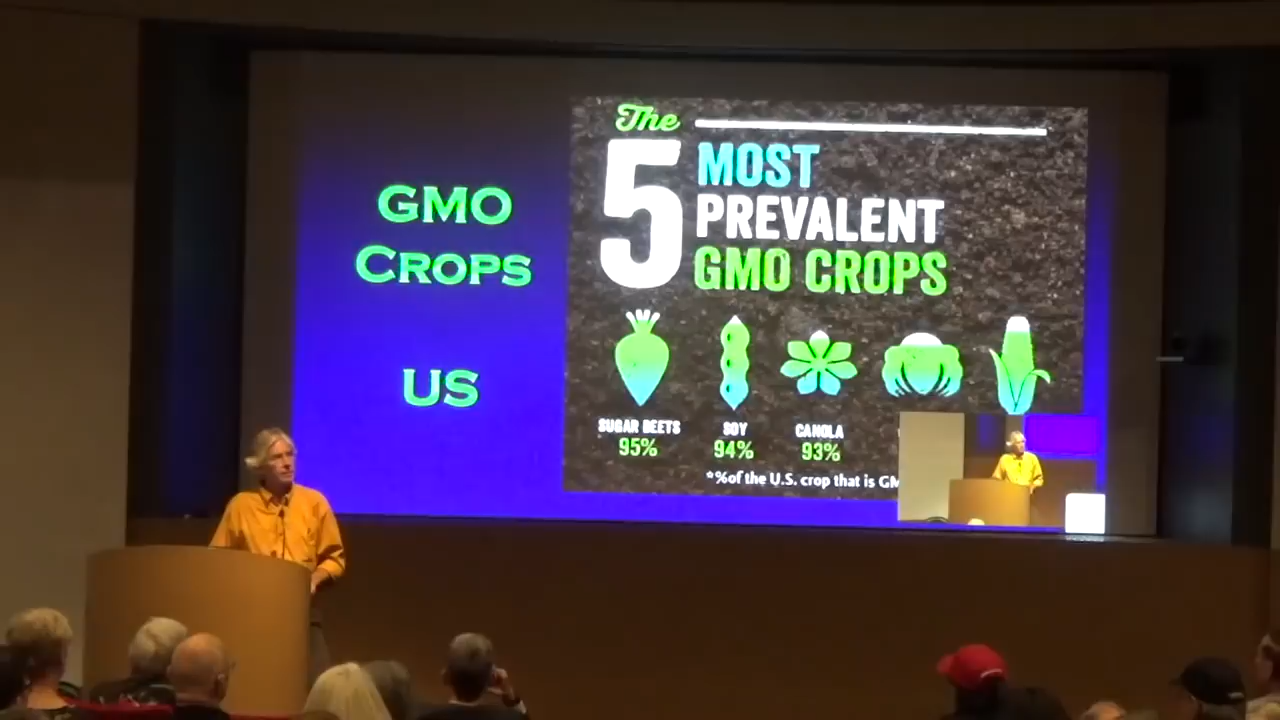 GMO
CROPS
US
The
5 MOST
PREVALENT
GMO CROPS
SUGAR BEETS
95%
SOY
94%
CANOLA
93%
*%of the U.S. crop that is GM